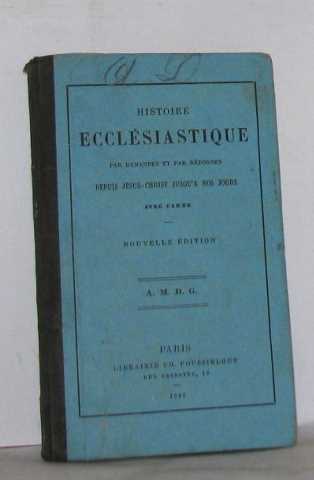 HISTOIRE
ECCLÉSIASTIQUE
PAR DEMANDES ET PAR RÉPONSES
DEPUIS JÉSUS-CHRIST JUSQU'A NOS JOURS
AVEC CARTE
NOUVELLE ÉDITION
A. M. D. G.
PARIS
LIBRAIRIE CH. POUSSIELGUE
RUE CASSETTE, 15